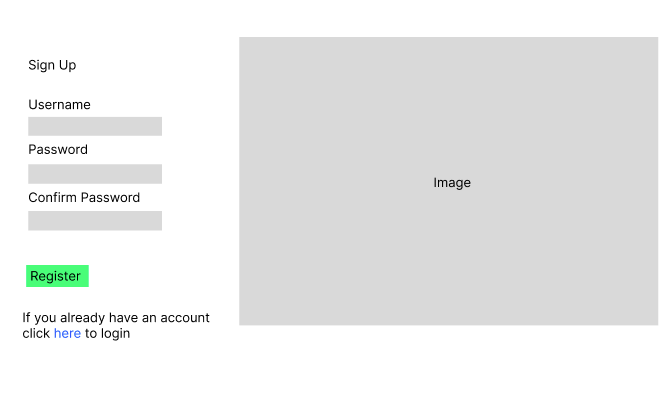 Sign Up
Username
Password
Confirm Password
Register
If you already have an account
click here to login
Image